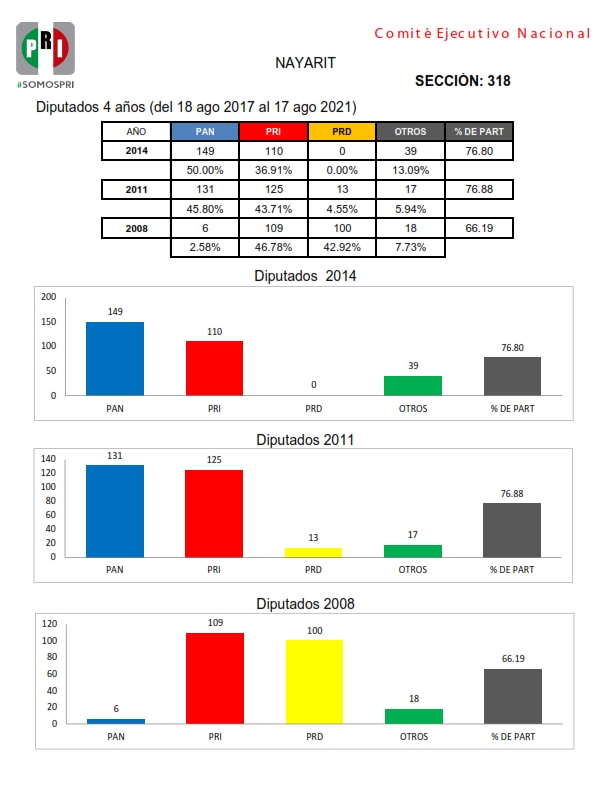 Comité Ejecutivo Nacional
PRI
#SOMOSPRI
NAYARIT
SECCIÓN: 318
Diputados 4 años (del 18 ago 2017 al 17 ago 2021)
AÑO PAN PRI PRD OTROS % DE PART
2014 149 110 0 39 76.80
50.00% 36.91% 0.00% 13.09%
2011 131 125 13 17 76.88
45.80% 43.71% 4.55% 5.94%
2008 6 109 100 18 66.19
2.58% 46.78% 42.92% 7.73%
Diputados 2014
200
150
100
50
0
149
110
0
39
76.80
PAN PRI PRD OTROS % DE PART
Diputados 2011
140
120
100
80
60
40
20
0
131
125
13
17
76.88
PAN PRI PRD OTROS % DE PART
Diputados 2008
120
100
80
60
40
20
0
6
109
100
18
66.19
PAN PRI PRD OTROS % DE PART